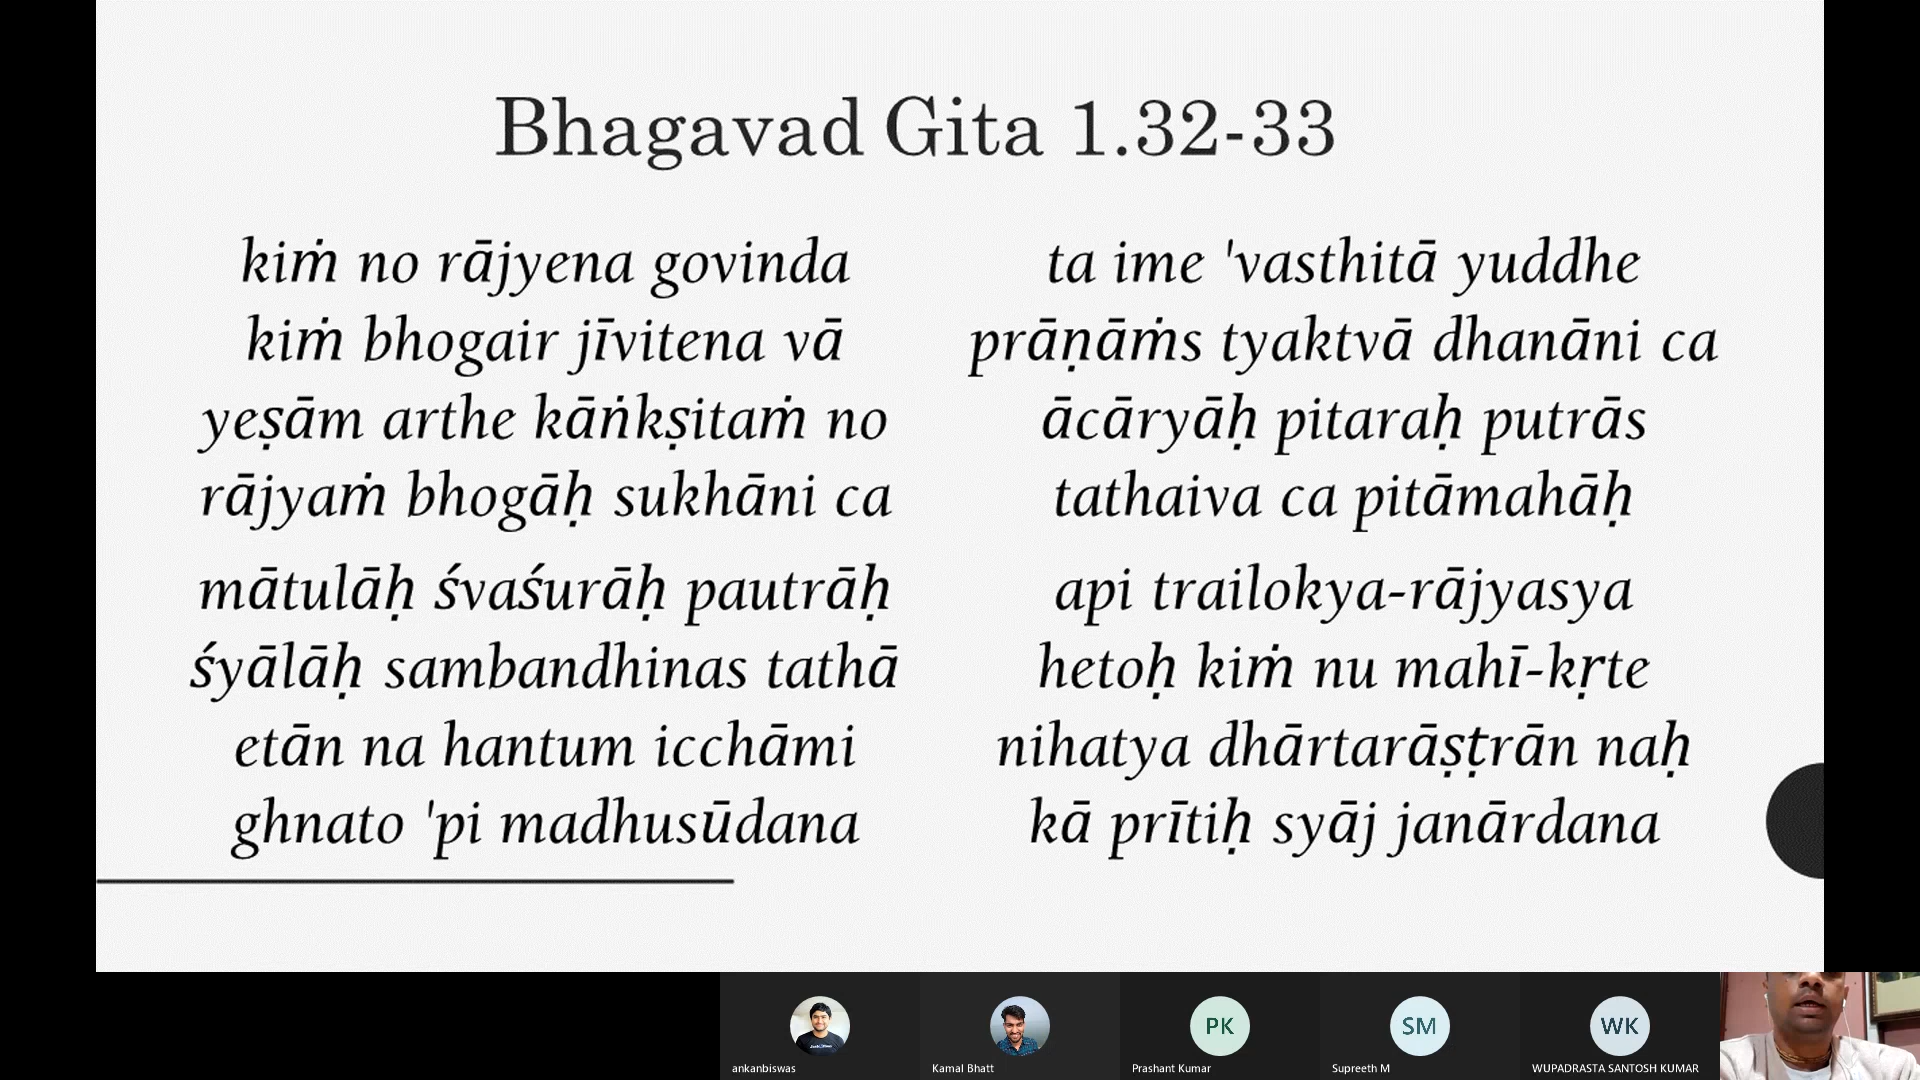 Bhagavad Gita 1.32-33
kiṁ no rājyena govinda
kiṁ bhogair jīvitena vā
yeṣām arthe kāṅkṣitaṁ no
rājyaṁ bhogāḥ sukhāni ca
mātulāḥ śvaśurāḥ pautrāḥ
śyālāḥ sambandhinas tathā
etān na hantum icchāmi
ghnato 'pi madhusūdana
ta ime 'vasthitā yuddhe
prāṇāṁs tyaktvā dhanāni ca
ācāryāḥ pitaraḥ putrās
tathaiva ca pitāmahāḥ
api trailokya-rājyasya
hetoḥ kiṁ nu mahī-kṛte
nihatya dhārtarāṣṭrān naḥ
kā prītiḥ syāj janārdana
PK
SM
WK
ankanbiswas
Kamal Bhatt
Prashant Kumar
Supreeth M
WUPADRASTA SANTOSH KUMAR